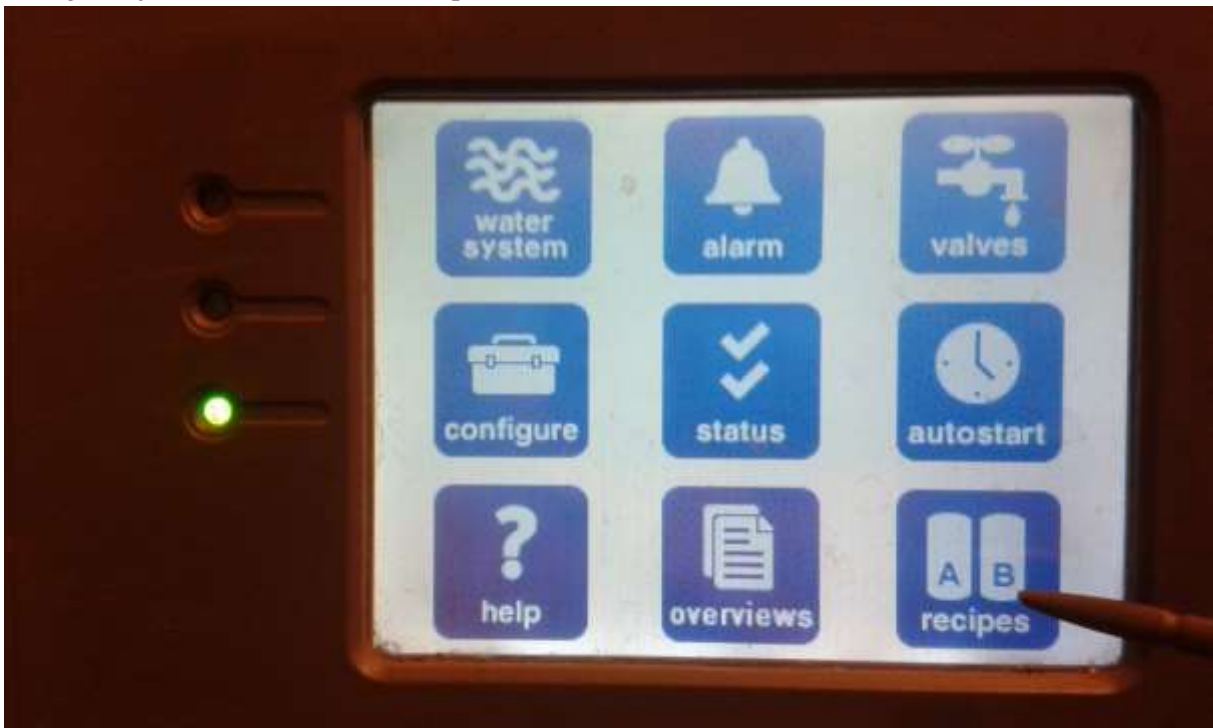 water
system
alarm
valves
configure
status
autostart
?
help
overviews
A B
recipes